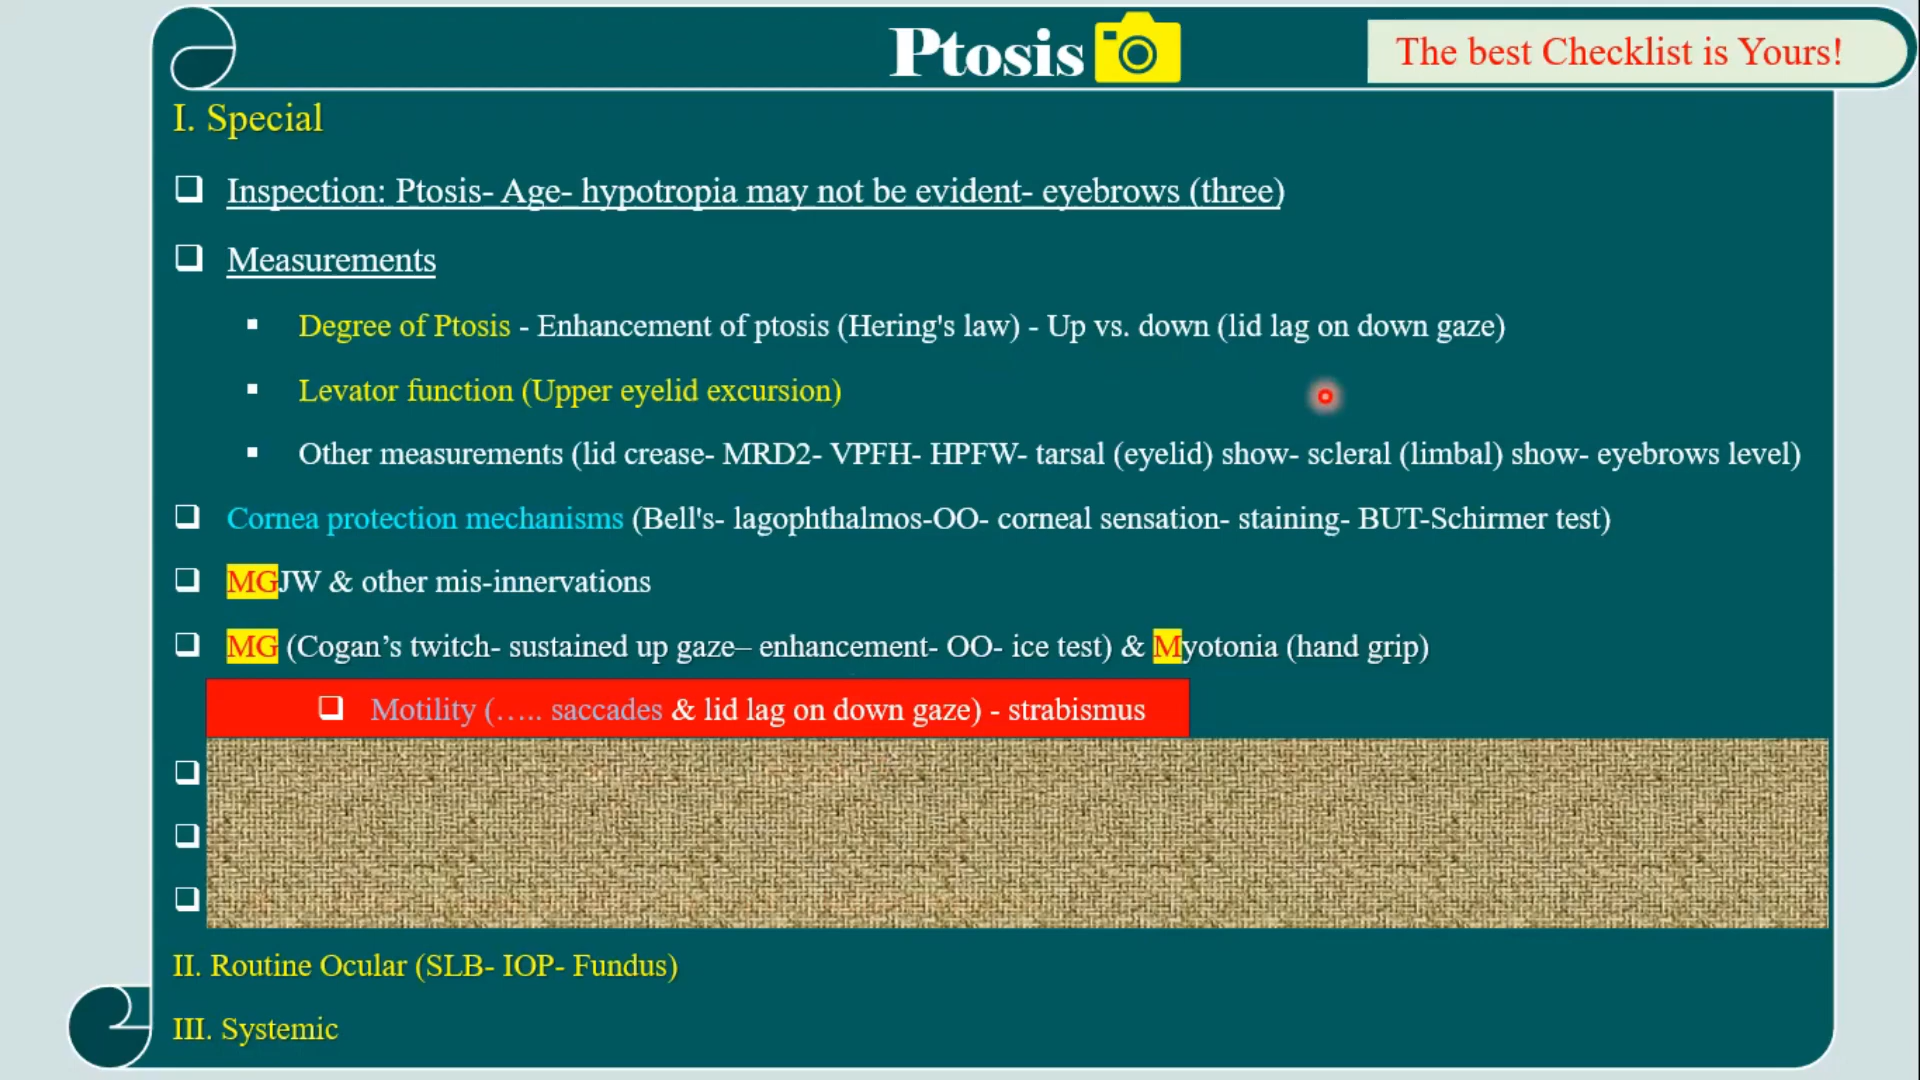 Ptosis
The best Checklist is Yours!
I. Special
Inspection: Ptosis- Age- hypotropia may not be evident- eyebrows (three)
Measurements
Degree of Ptosis - Enhancement of ptosis (Hering's law) - Up vs. down (lid lag on down gaze)
Levator function (Upper eyelid excursion)
Other measurements (lid crease- MRD2- VPFH- HPFW- tarsal (eyelid) show- scleral (limbal) show- eyebrows level)
Cornea protection mechanisms (Bell's- lagophthalmos-OO- corneal sensation- staining- BUT-Schirmer test)
MGJW & other mis-innervations
MG (Cogan’s twitch- sustained up gaze– enhancement- OO- ice test) & Myotonia (hand grip)
Motility (….. saccades & lid lag on down gaze) - strabismus
II. Routine Ocular (SLB- IOP- Fundus)
III. Systemic